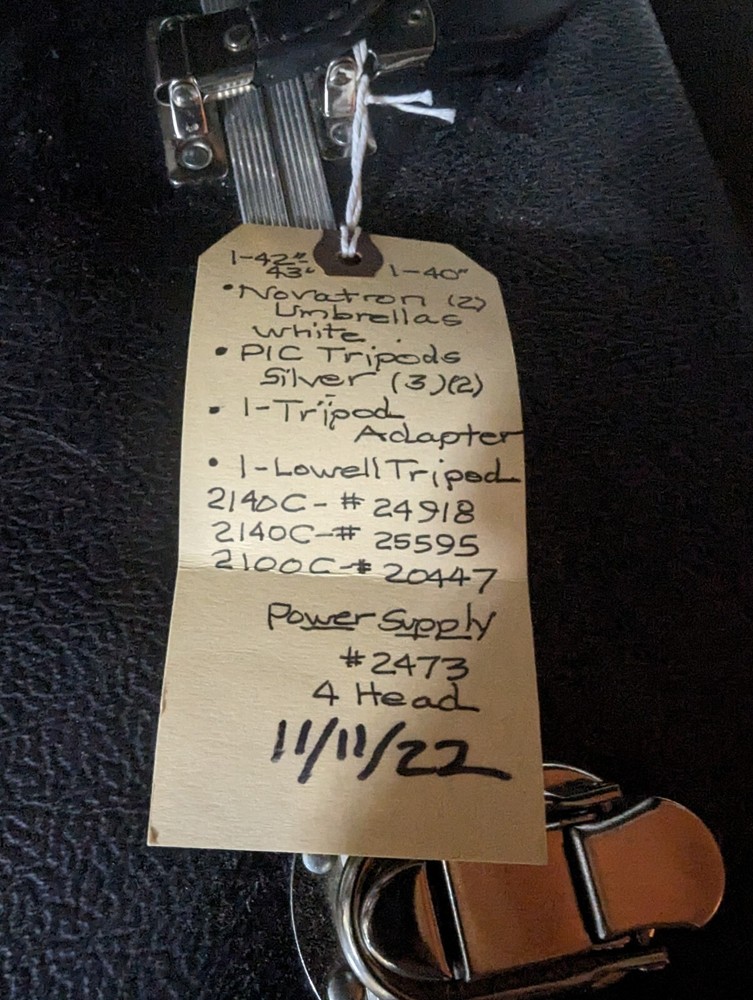 1-42"- 1-40"
43"
• Novatron (2)
Umbrellas
white.
• PIC Tripods
Silver (3)(2)
• 1-Tripod
Adapter
• 1-Lowell Tripod
2140C-#24918
2140C-#25595
2100C-#20447
Power Supply
#2473
4 Head
11/11/22